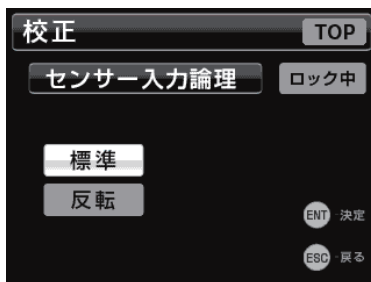 校正 TOP
センサー入力論理 ロック中
標準
反転
ENT -決定
ESC -戻る